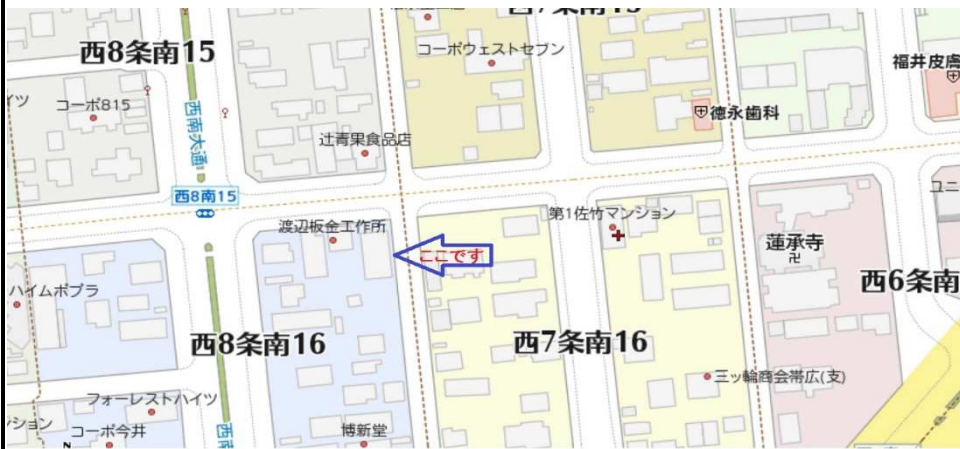 西8条南15
コーポウェストセブン
福井皮膚
コーポ815
西南大通
徳永歯科
辻青果食品店
西8南15
渡辺板金工作所
第1佐竹マンション
蓮承寺
卍
ここです
西6条南
ハイムポプラ
西8条南16
西7条南16
三ッ輪商会帯広(支)
フォーレストハイツ
コーポ今井
博新堂